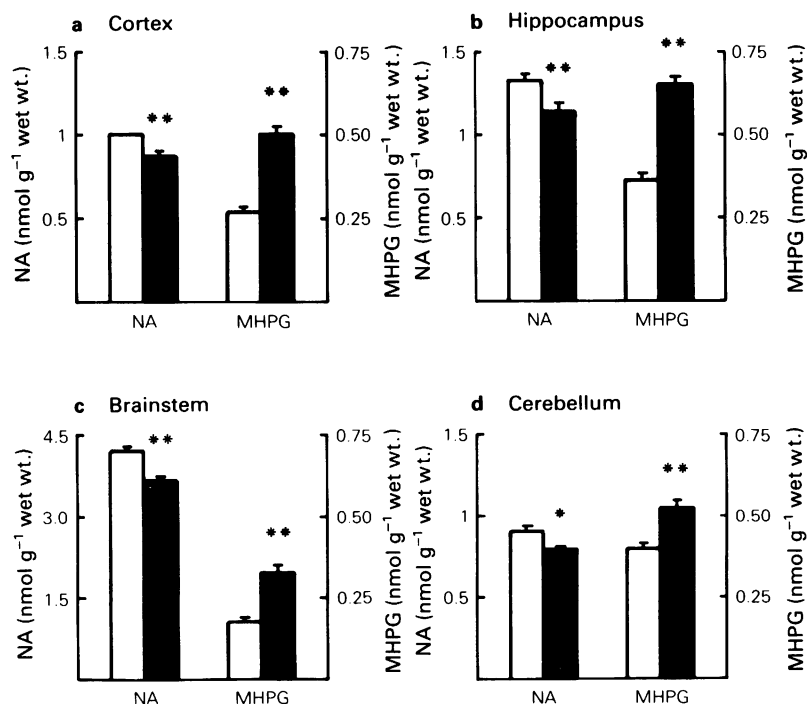 a Cortex
NA (nmol g⁻¹ wet wt.)
1.5
1
0.5
**
**
0.75
0.50
0.25
MHPG (nmol g⁻¹ wet wt.)
NA MHPG
b Hippocampus
NA (nmol g⁻¹ wet wt.)
1.5
1
0.5
**
**
0.75
0.50
0.25
MHPG (nmol g⁻¹ wet wt.)
NA MHPG
c Brainstem
NA (nmol g⁻¹ wet wt.)
4.5
3.0
1.5
**
**
0.75
0.50
0.25
MHPG (nmol g⁻¹ wet wt.)
NA MHPG
d Cerebellum
NA (nmol g⁻¹ wet wt.)
1.5
1
0.5
*
**
0.75
0.50
0.25
MHPG (nmol g⁻¹ wet wt.)
NA MHPG